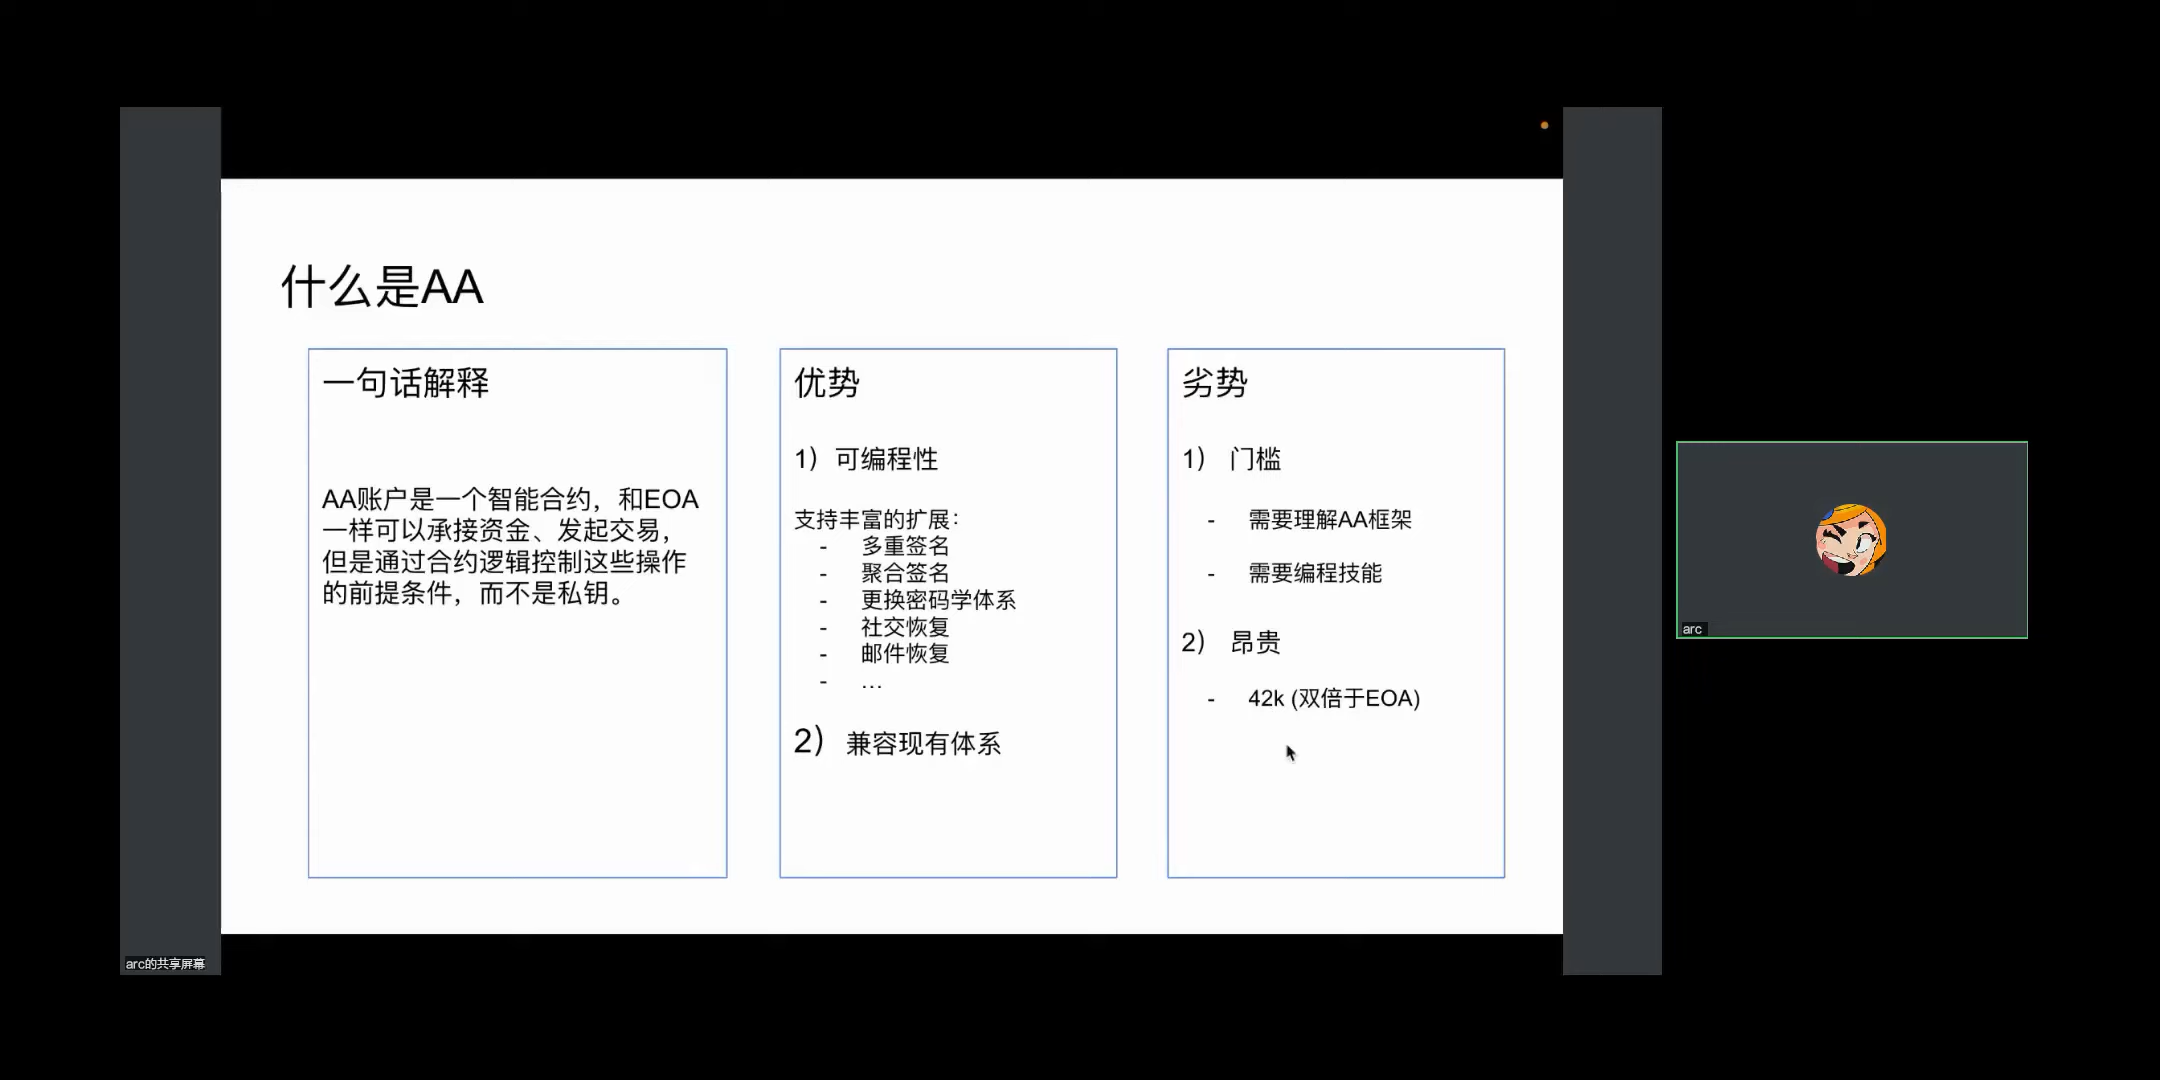 什么是AA
一句话解释
AA账户是一个智能合约，和EOA
一样可以承接资金、发起交易，
但是通过合约逻辑控制这些操作
的前提条件，而不是私钥。
优势
1）可编程性
支持丰富的扩展：
- 多重签名
- 聚合签名
- 更换密码学体系
- 社交恢复
- 邮件恢复
- ...
2）兼容现有体系
劣势
1） 门槛
- 需要理解AA框架
- 需要编程技能
2） 昂贵
- 42k (双倍于EOA)
arc
arc的共享屏幕